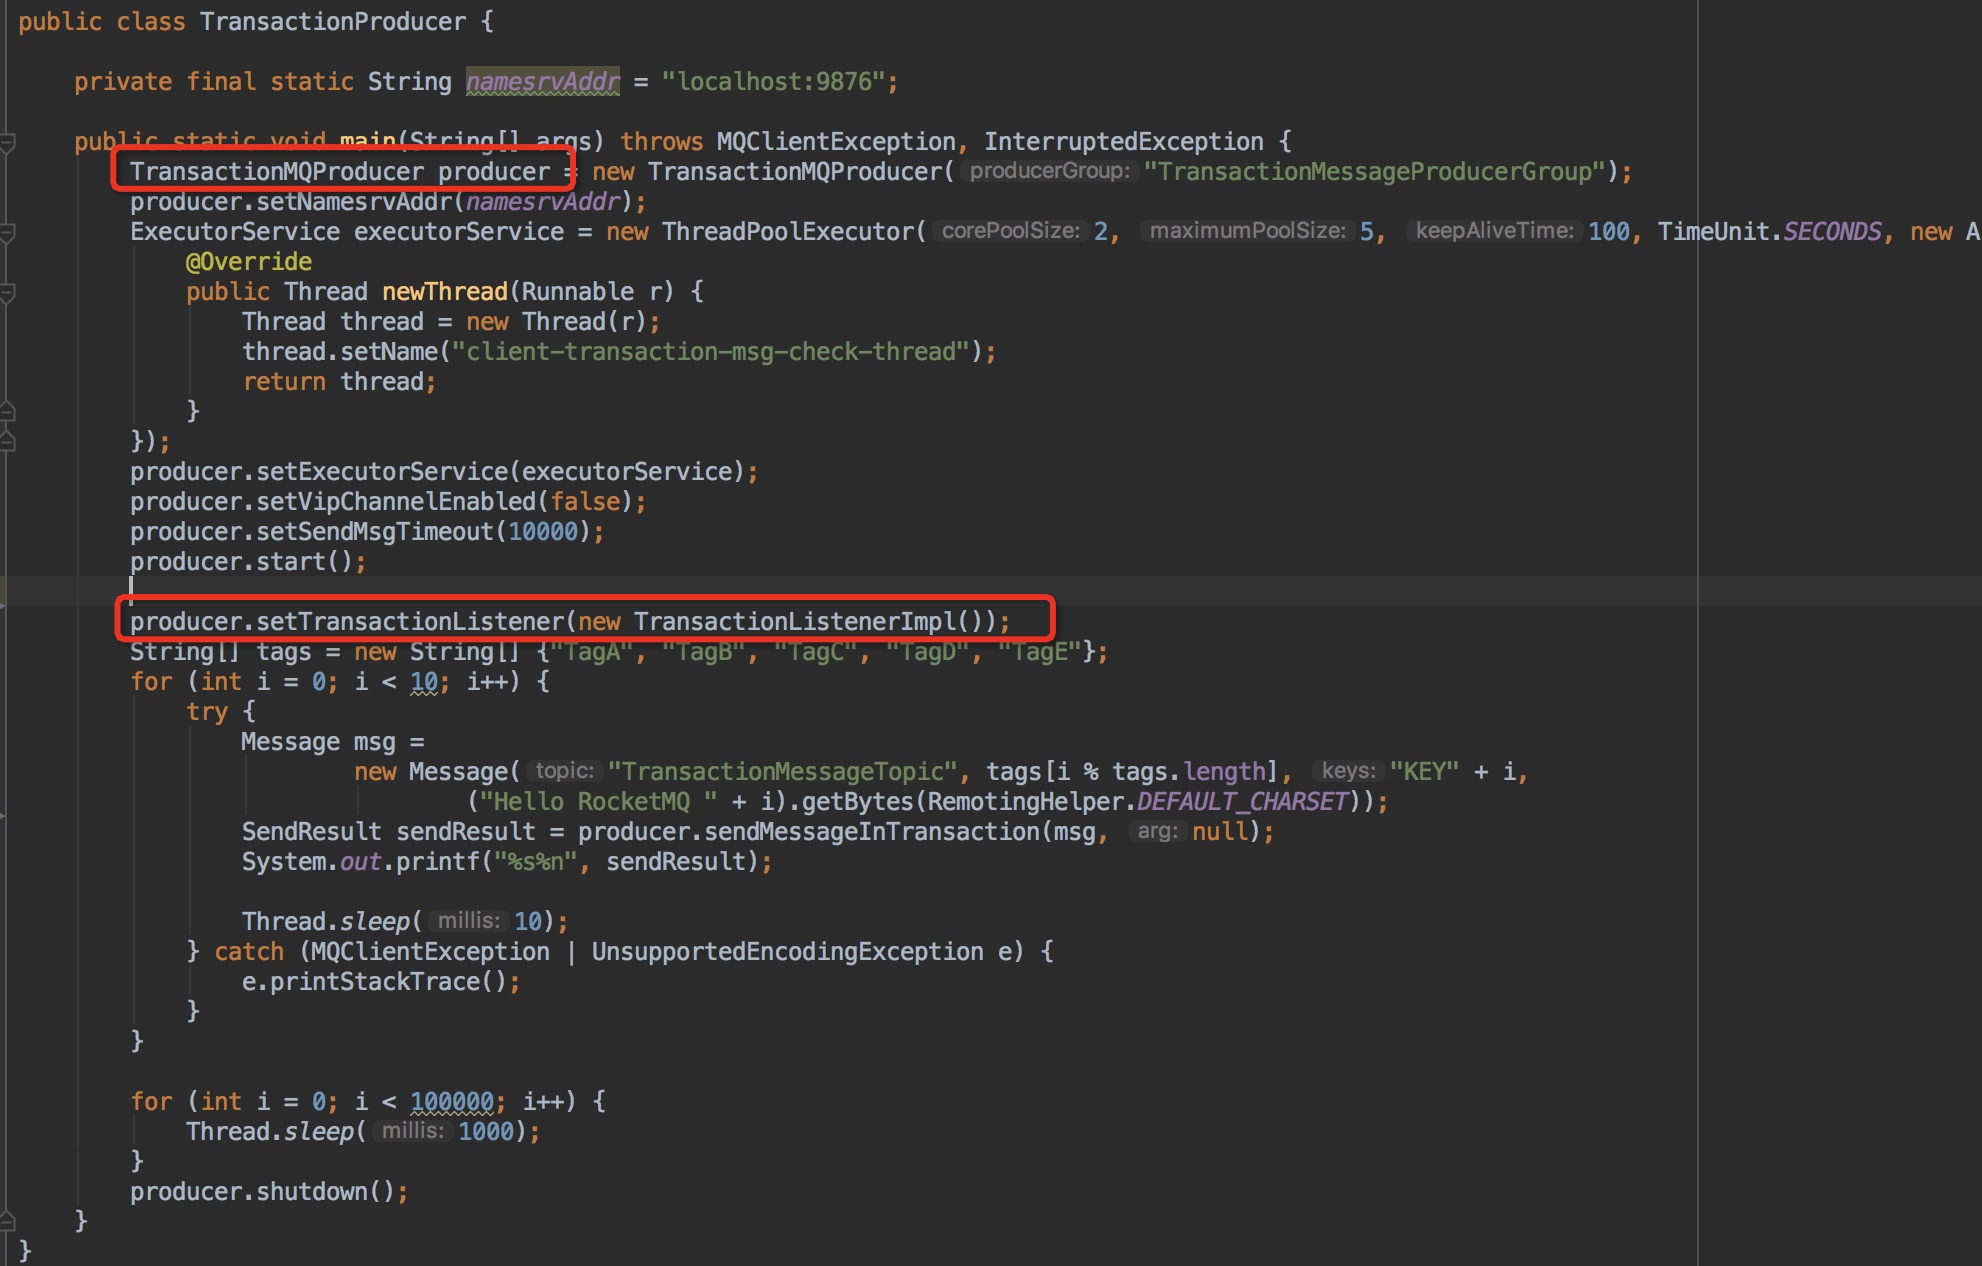 public class TransactionProducer {
private final static String namesrvAddr = "localhost:9876";
public static void main(String[] args) throws MQClientException, InterruptedException {
TransactionMQProducer producer = new TransactionMQProducer( producerGroup: "TransactionMessageProducerGroup");
producer.setNamesrvAddr(namesrvAddr);
ExecutorService executorService = new ThreadPoolExecutor( corePoolSize: 2, maximumPoolSize: 5, keepAliveTime: 100, TimeUnit.SECONDS, new A
@Override
public Thread newThread(Runnable r) {
Thread thread = new Thread(r);
thread.setName("client-transaction-msg-check-thread");
return thread;
}
});
producer.setExecutorService(executorService);
producer.setVipChannelEnabled(false);
producer.setSendMsgTimeout(10000);
producer.start();
producer.setTransactionListener(new TransactionListenerImpl());
String[] tags = new String[] {"TagA", "TagB", "TagC", "TagD", "TagE"};
for (int i = 0; i < 10; i++) {
try {
Message msg =
new Message( topic: "TransactionMessageTopic", tags[i % tags.length], keys: "KEY" + i,
("Hello RocketMQ " + i).getBytes(RemotingHelper.DEFAULT_CHARSET));
SendResult sendResult = producer.sendMessageInTransaction(msg, arg: null);
System.out.printf("%s%n", sendResult);
Thread.sleep( millis: 10);
} catch (MQClientException | UnsupportedEncodingException e) {
e.printStackTrace();
}
}
for (int i = 0; i < 100000; i++) {
Thread.sleep( millis: 1000);
}
producer.shutdown();
}
}